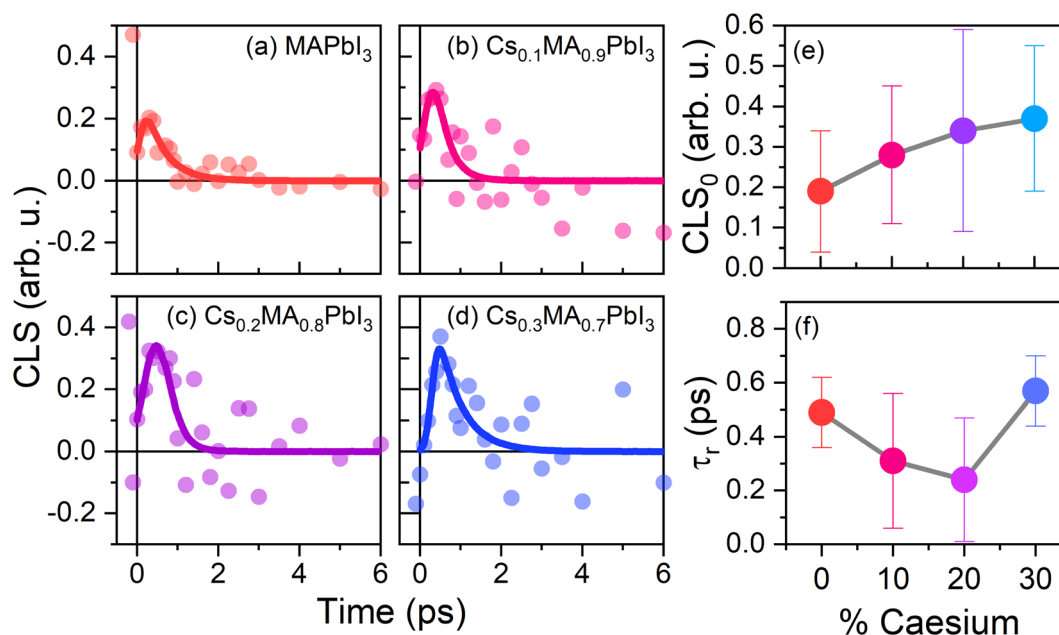 (a) MAPbI₃
(b) Cs₀.₁MA₀.₉PbI₃
0.4
0.2
0.0
-0.2
(c) Cs₀.₂MA₀.₈PbI₃
(d) Cs₀.₃MA₀.₇PbI₃
0.4
0.2
0.0
-0.2
CLS (arb. u.)
0 2 4 6
0 2 4 6
Time (ps)
(e)
0.6
0.5
0.4
0.3
0.2
0.1
0.0
CLS₀ (arb. u.)
(f)
0.8
0.6
0.4
0.2
0.0
τᵣ (ps)
0 10 20 30
% Caesium